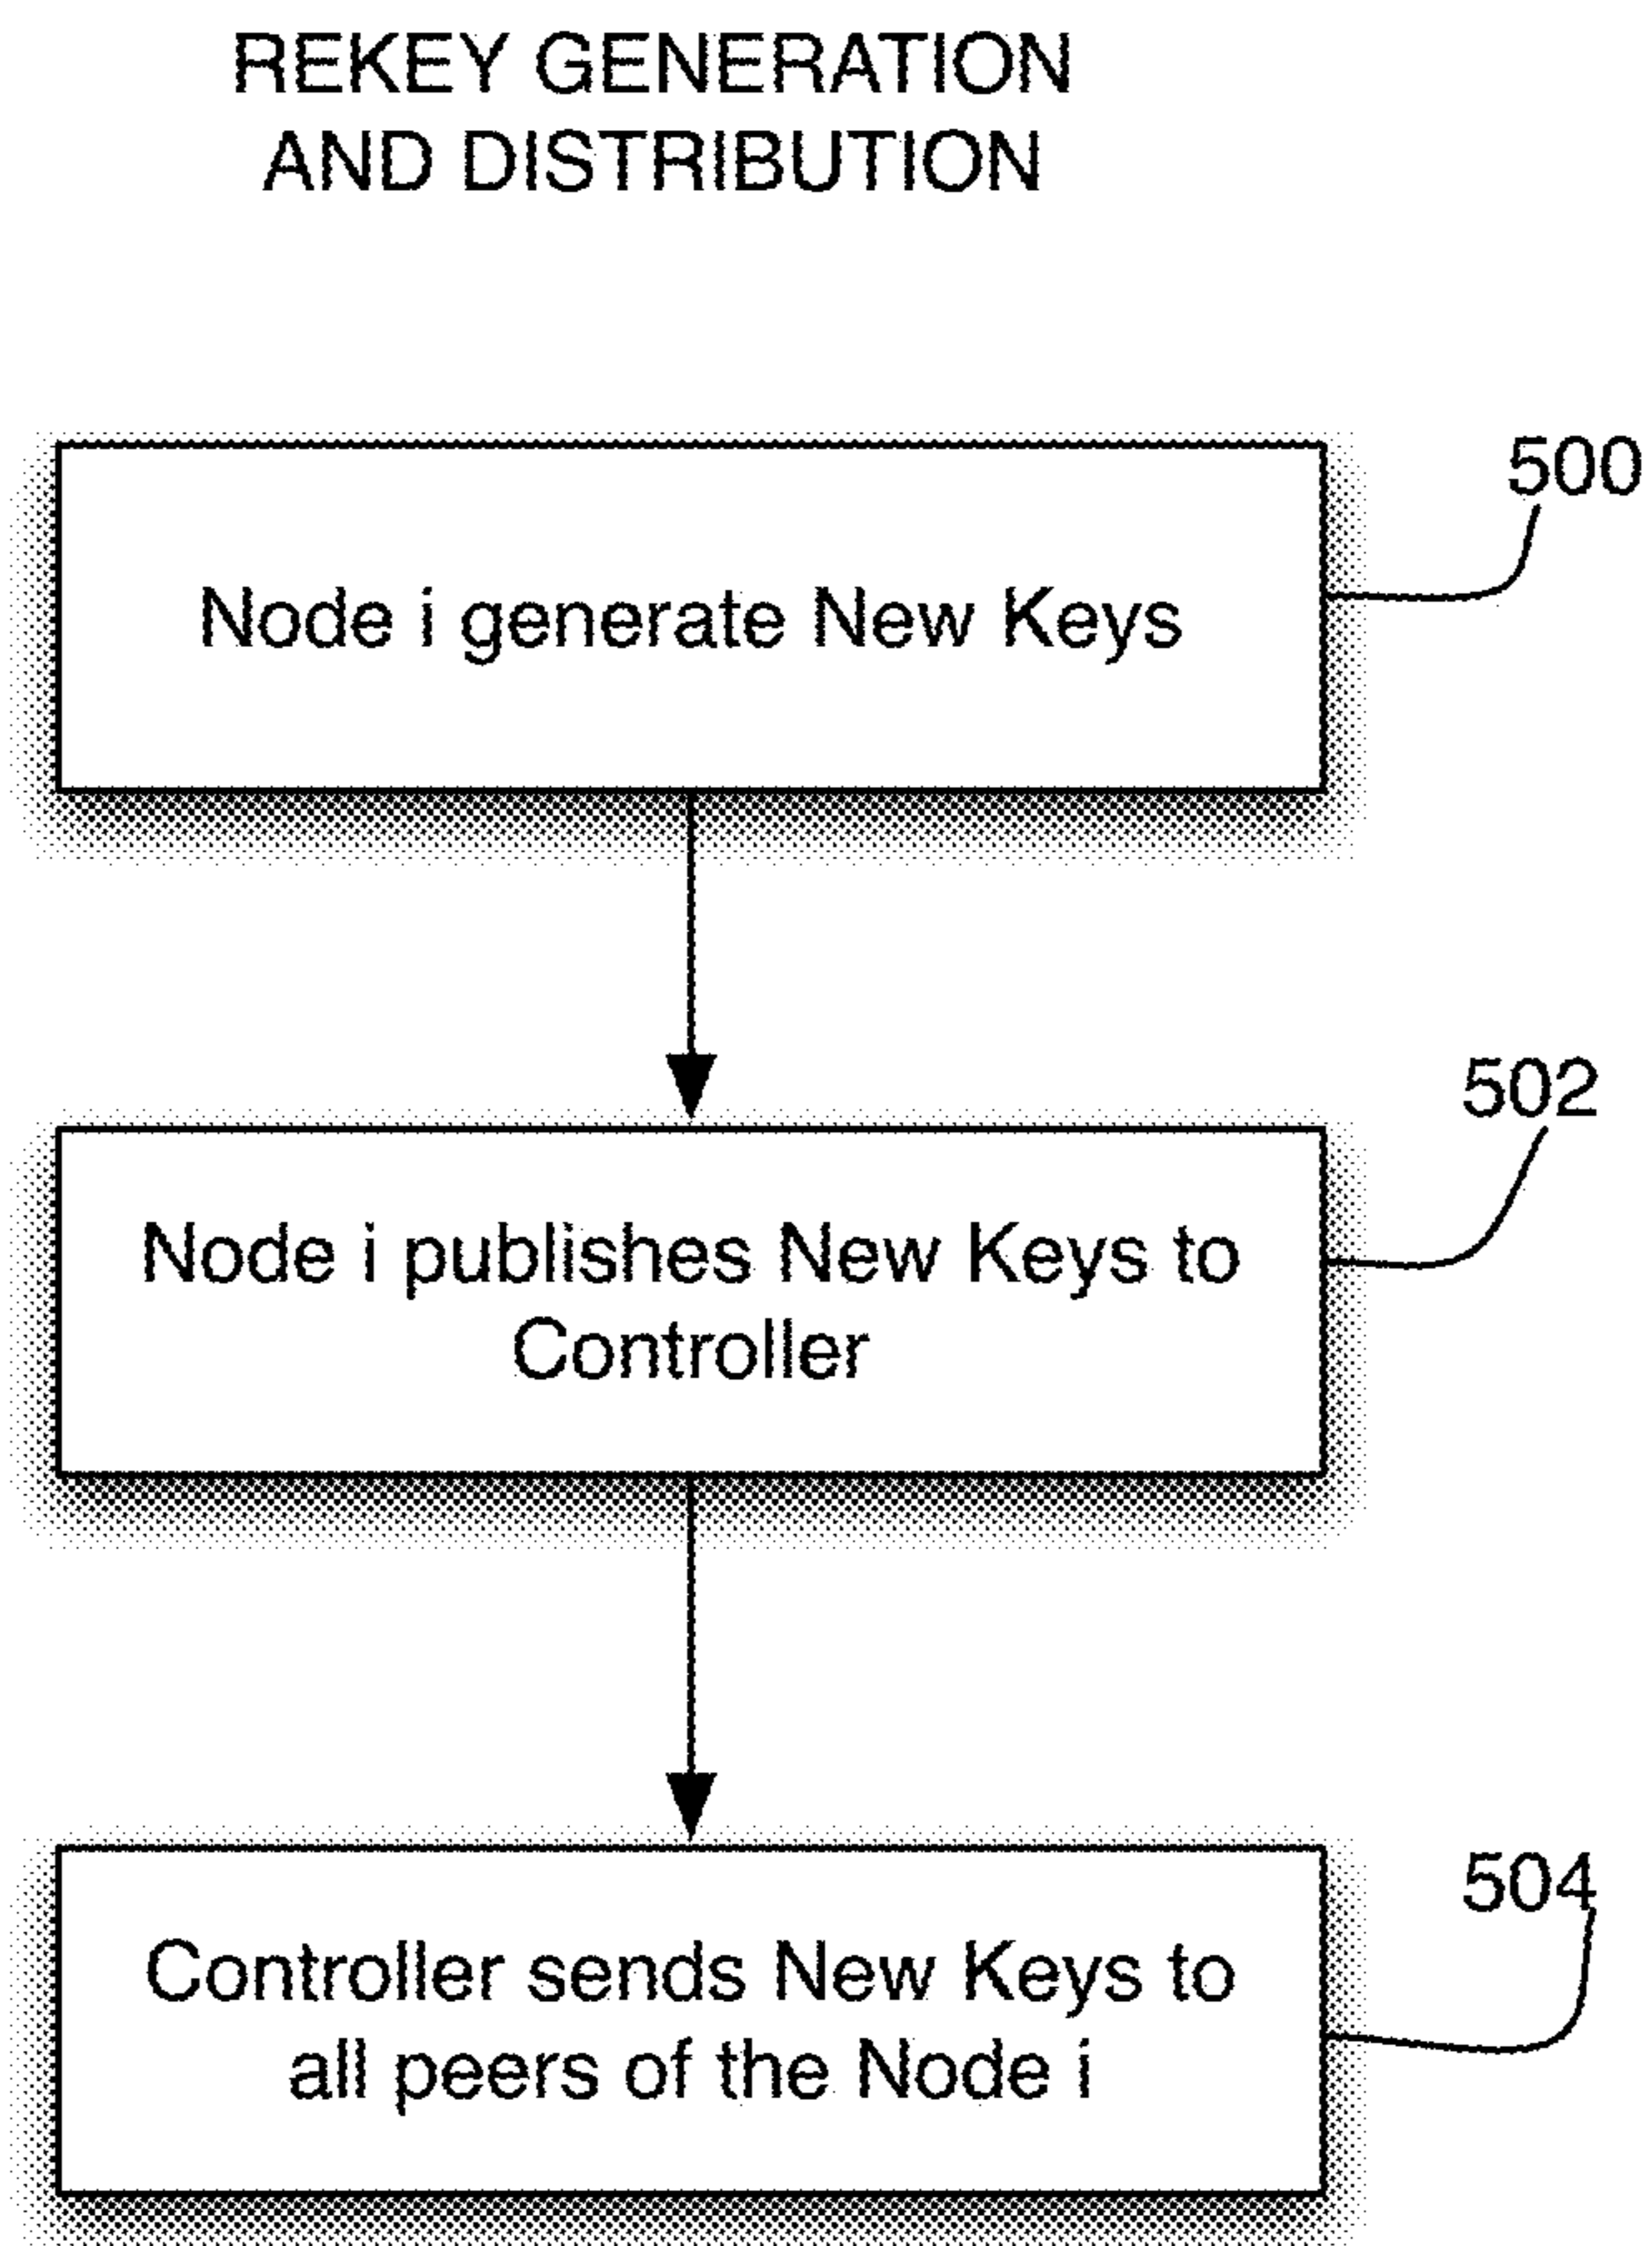 REKEY GENERATION
AND DISTRIBUTION
500
Node i generate New Keys
502
Node i publishes New Keys to
Controller
504
Controller sends New Keys to
all peers of the Node i